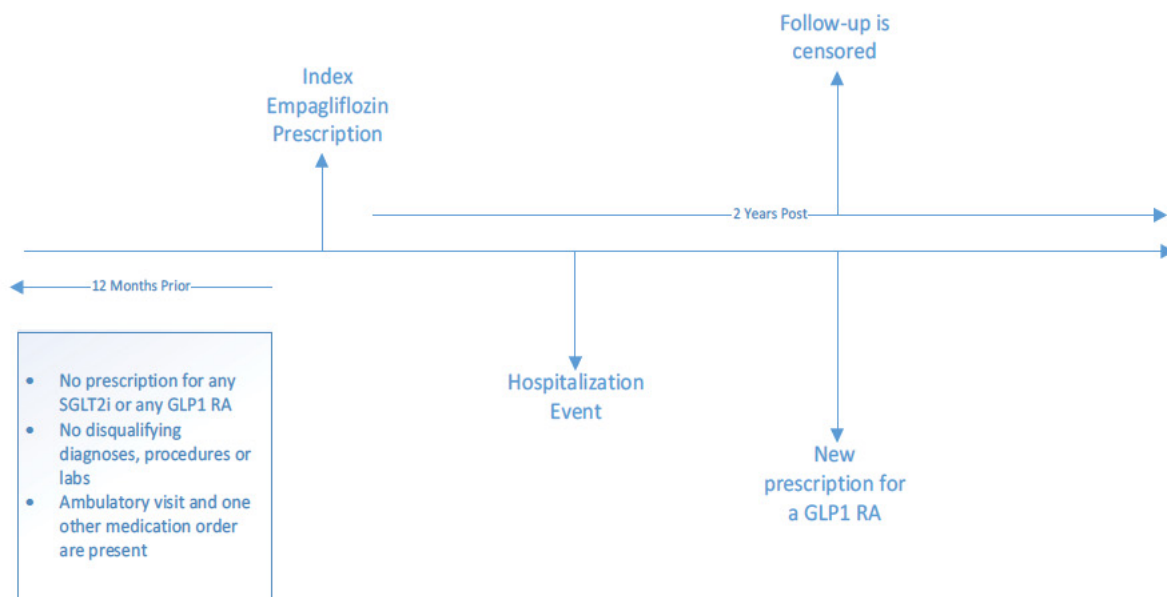 Follow-up is
censored
Index
Empagliflozin
Prescription
2 Years Post
12 Months Prior
• No prescription for any
SGLT2i or any GLP1 RA
• No disqualifying
diagnoses, procedures or
labs
• Ambulatory visit and one
other medication order
are present
Hospitalization
Event
New
prescription for
a GLP1 RA